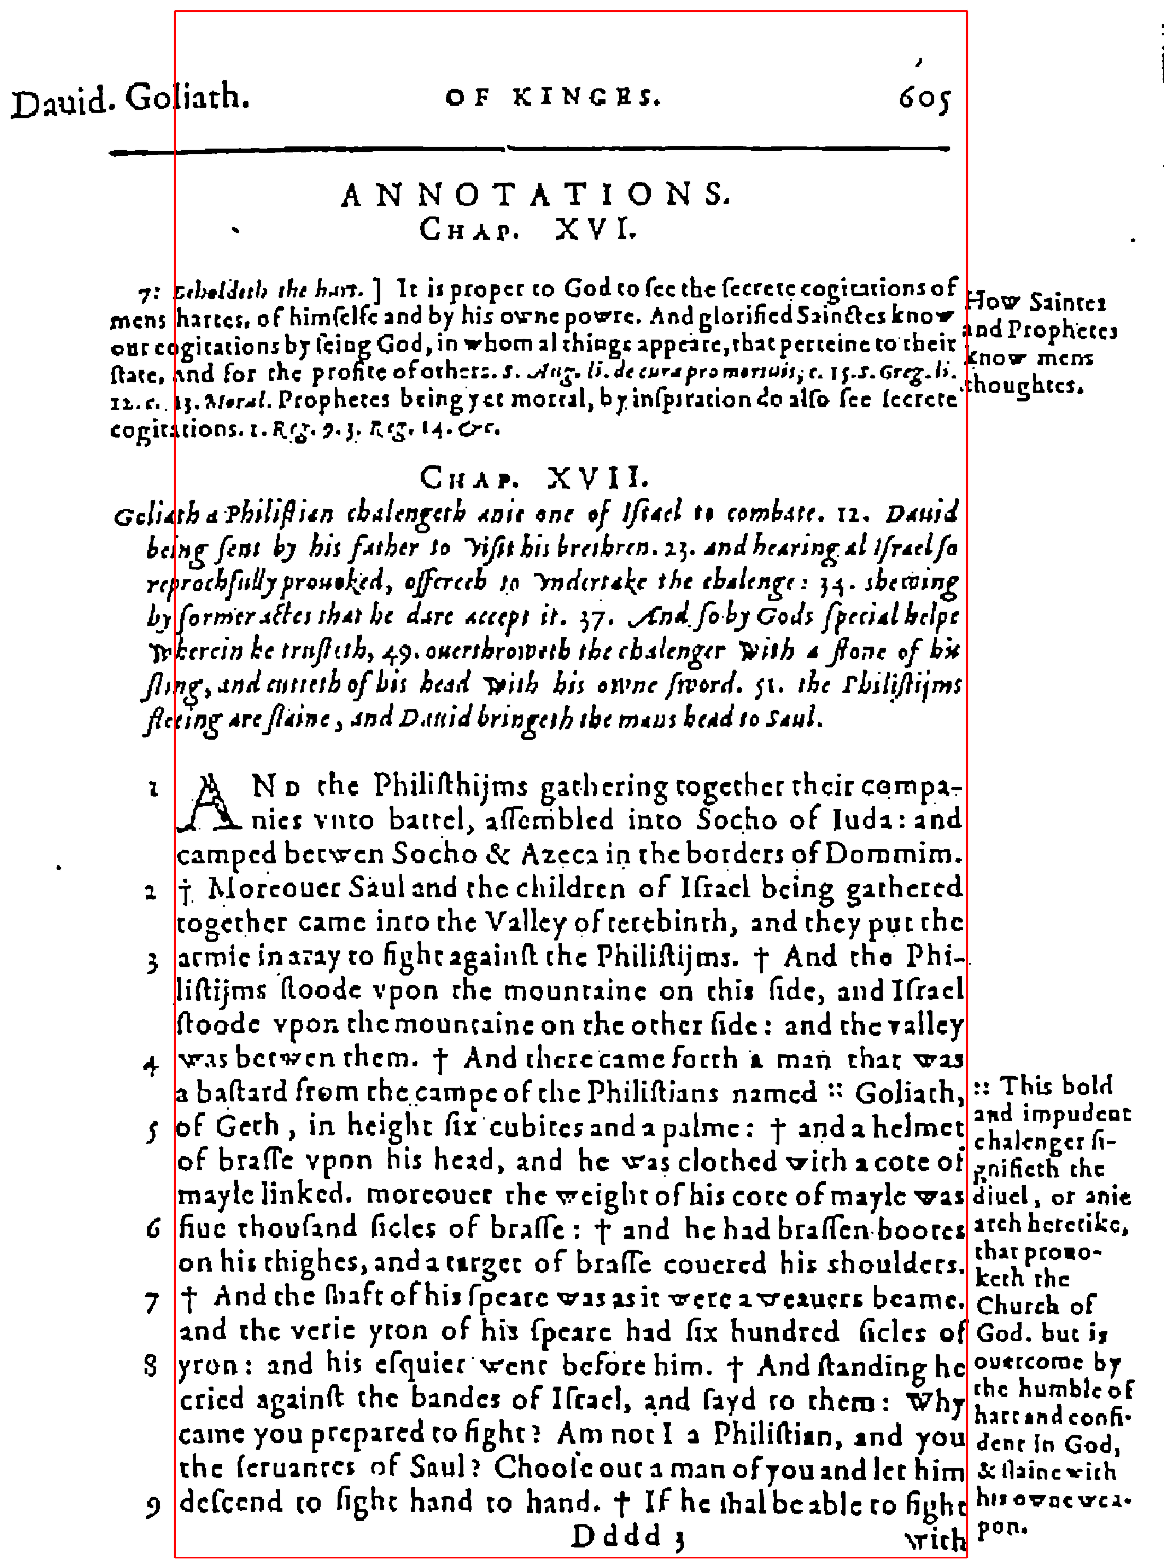 Dauid. Goliath. OF KINGES. 605
ANNOTATIONS.
CHAP. XVI.
7: Beholdeth the hart. ] It is proper to God to ſee the ſecrete cogitations of
mens hartes, of himſelfe and by his owne powre. And glorified Sainctes know
our cogitations by ſeing God, in whom al things appeare, that perteine to their
ſtate, and for the profite of others. S. Aug. li. de cura pro mortuis, c. 15. S. Greg. li.
12. c. 13. Moral. Prophetes being yet mortal, by inſpiration do alſo ſee ſecrete
cogitations. 1. Reg. 9. 3. Reg. 14. &c.
How Saintes
and Prophetes
know mens
thoughtes.
CHAP. XVII.
Goliath a Philiſtian chalengeth anie one of Iſrael to combate. 12. Dauid
being ſent by his father to viſit his brethren. 23. and hearing al Iſrael ſo
reprochfully prouoked, offereth to vndertake the chalenge: 34. shewing
by former actes that he dare accept it. 37. And ſo by Gods ſpecial helpe
wherein he truſteth, 49. ouerthroweth the chalenger with a ſtone of his
ſling, and cutteth of his head with his owne ſword. 51. the Philiſtijms
fleeing are ſlaine, and Dauid bringeth the mans head to Saul.
1 AND the Philiſthijms gathering together their compa-
nies vnto battel, aſſembled into Socho of Iuda: and
camped betwen Socho & Azeca in the borders of Dommim.
2 † Moreouer Saul and the children of Iſrael being gathered
together came into the Valley of terebinth, and they put the
3 armie in aray to fight againſt the Philiſtijms. † And the Phi-
liſtijms ſtoode vpon the mountaine on this ſide, and Iſrael
ſtoode vpon the mountaine on the other ſide: and the valley
4 was betwen them. † And there came forth a man that was
a baſtard from the campe of the Philiſtians named :: Goliath,
5 of Geth, in height ſix cubites and a palme: † and a helmet
of braſſe vpon his head, and he was clothed with a cote of
mayle linked. moreouer the weight of his cote of mayle was
6 fiue thouſand ſicles of braſſe: † and he had braſſen bootes
on his thighes, and a target of braſſe couered his shoulders.
7 † And the ſhaft of his ſpeare was as it were a weauers beame.
and the verie yron of his ſpeare had ſix hundred ſicles of
8 yron: and his eſquier went before him. † And ſtanding he
cried againſt the bandes of Iſrael, and ſayd to them: Why
came you prepared to fight? Am not I a Philiſtian, and you
the ſeruantes of Saul? Chooſe out a man of you and let him
9 deſcend to fight hand to hand. † If he ſhal be able to fight
:: This bold
and impudent
chalenger ſi-
gnifieth the
diuel, or anie
arch heretike,
that prouo-
keth the
Church of
God. but is
ouercome by
the humble of
hart and confi-
dent in God,
& ſlaine with
his owne wea-
pon.
Dddd 3 with